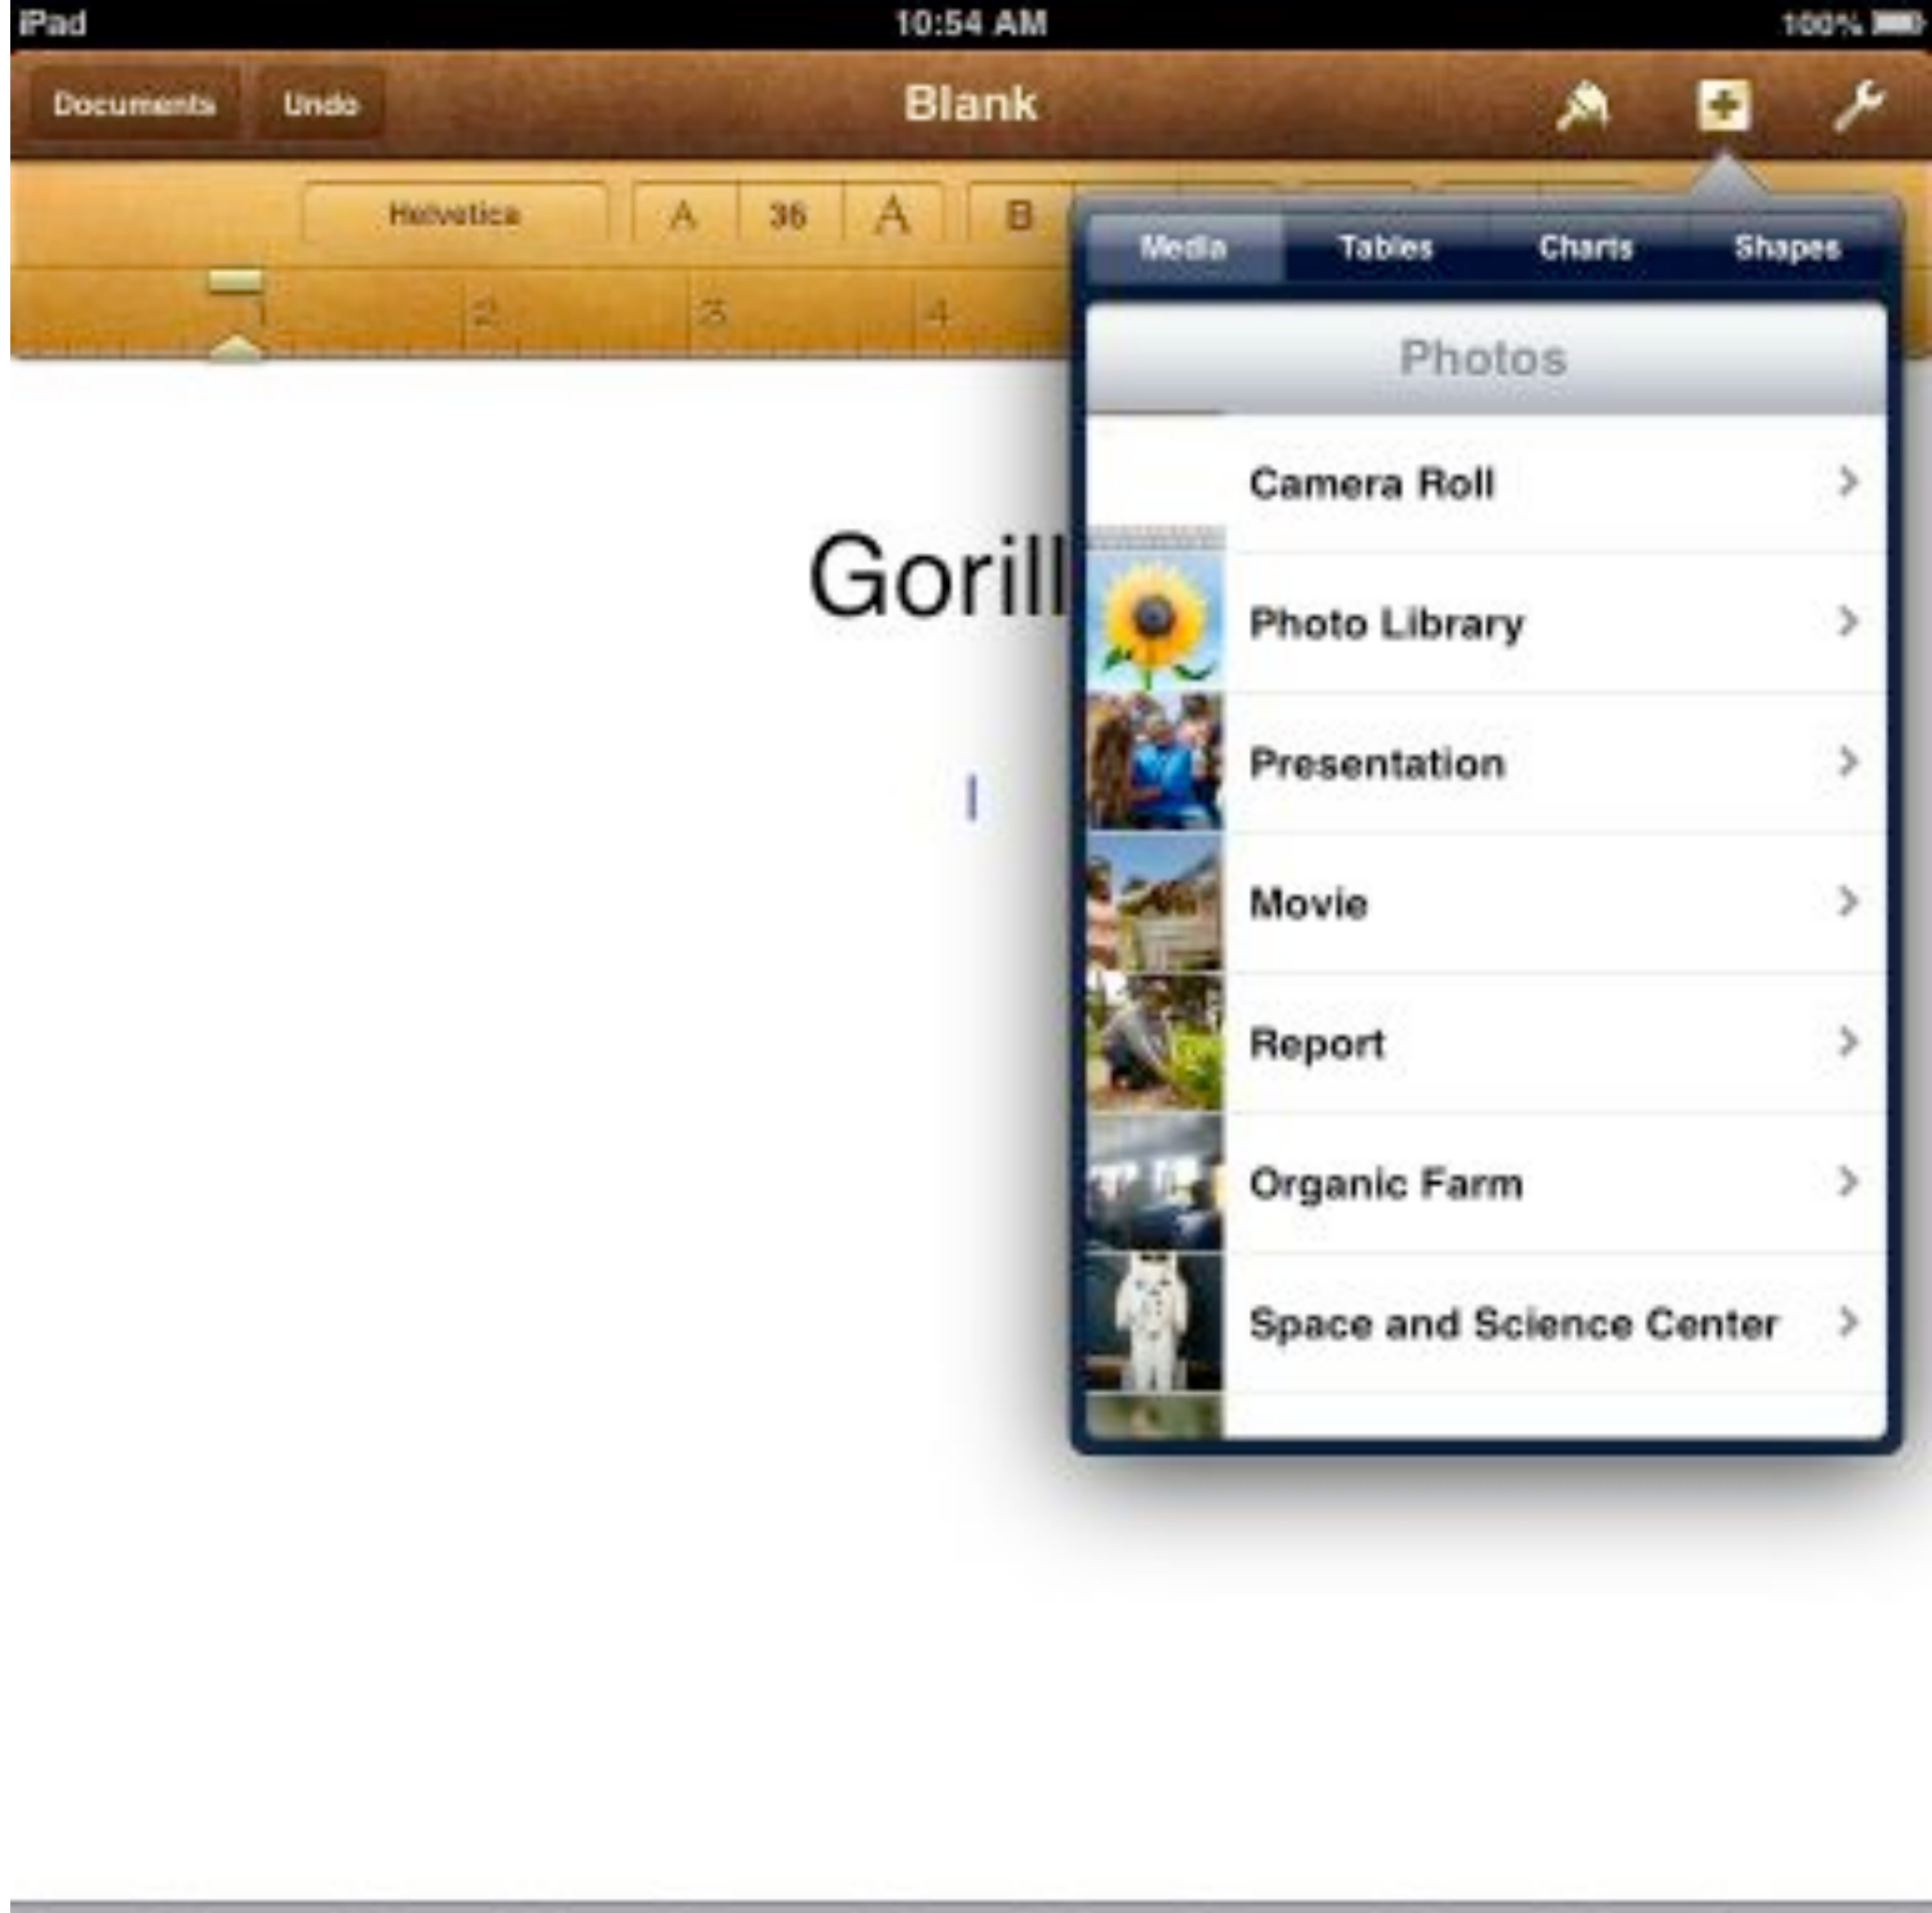 iPad 10:54 AM 100%
Documents Undo Blank
Helvetica A 36 A B
Media Tables Charts Shapes
1 2 3 4
Photos
Camera Roll
Gorill
Photo Library
Presentation
Movie
Report
Organic Farm
Space and Science Center